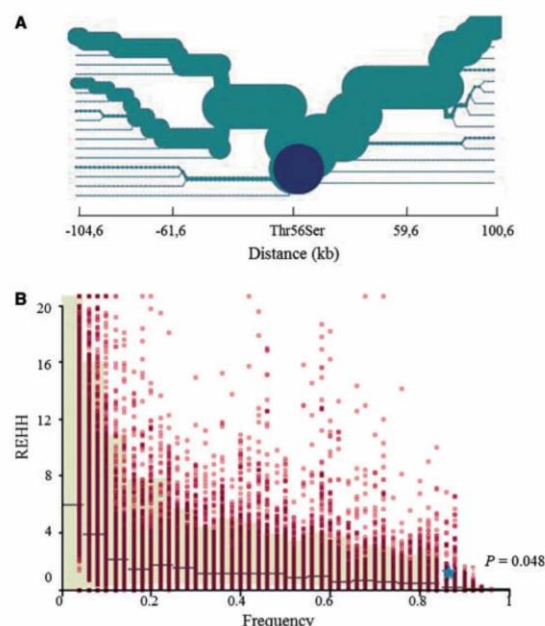 A
-104,6 -61,6 Thr56Ser 59,6 100,6
Distance (kb)
B
20
16
12
8
4
0
REHH
P = 0.048
0 0.2 0.4 0.6 0.8 1
Frequency